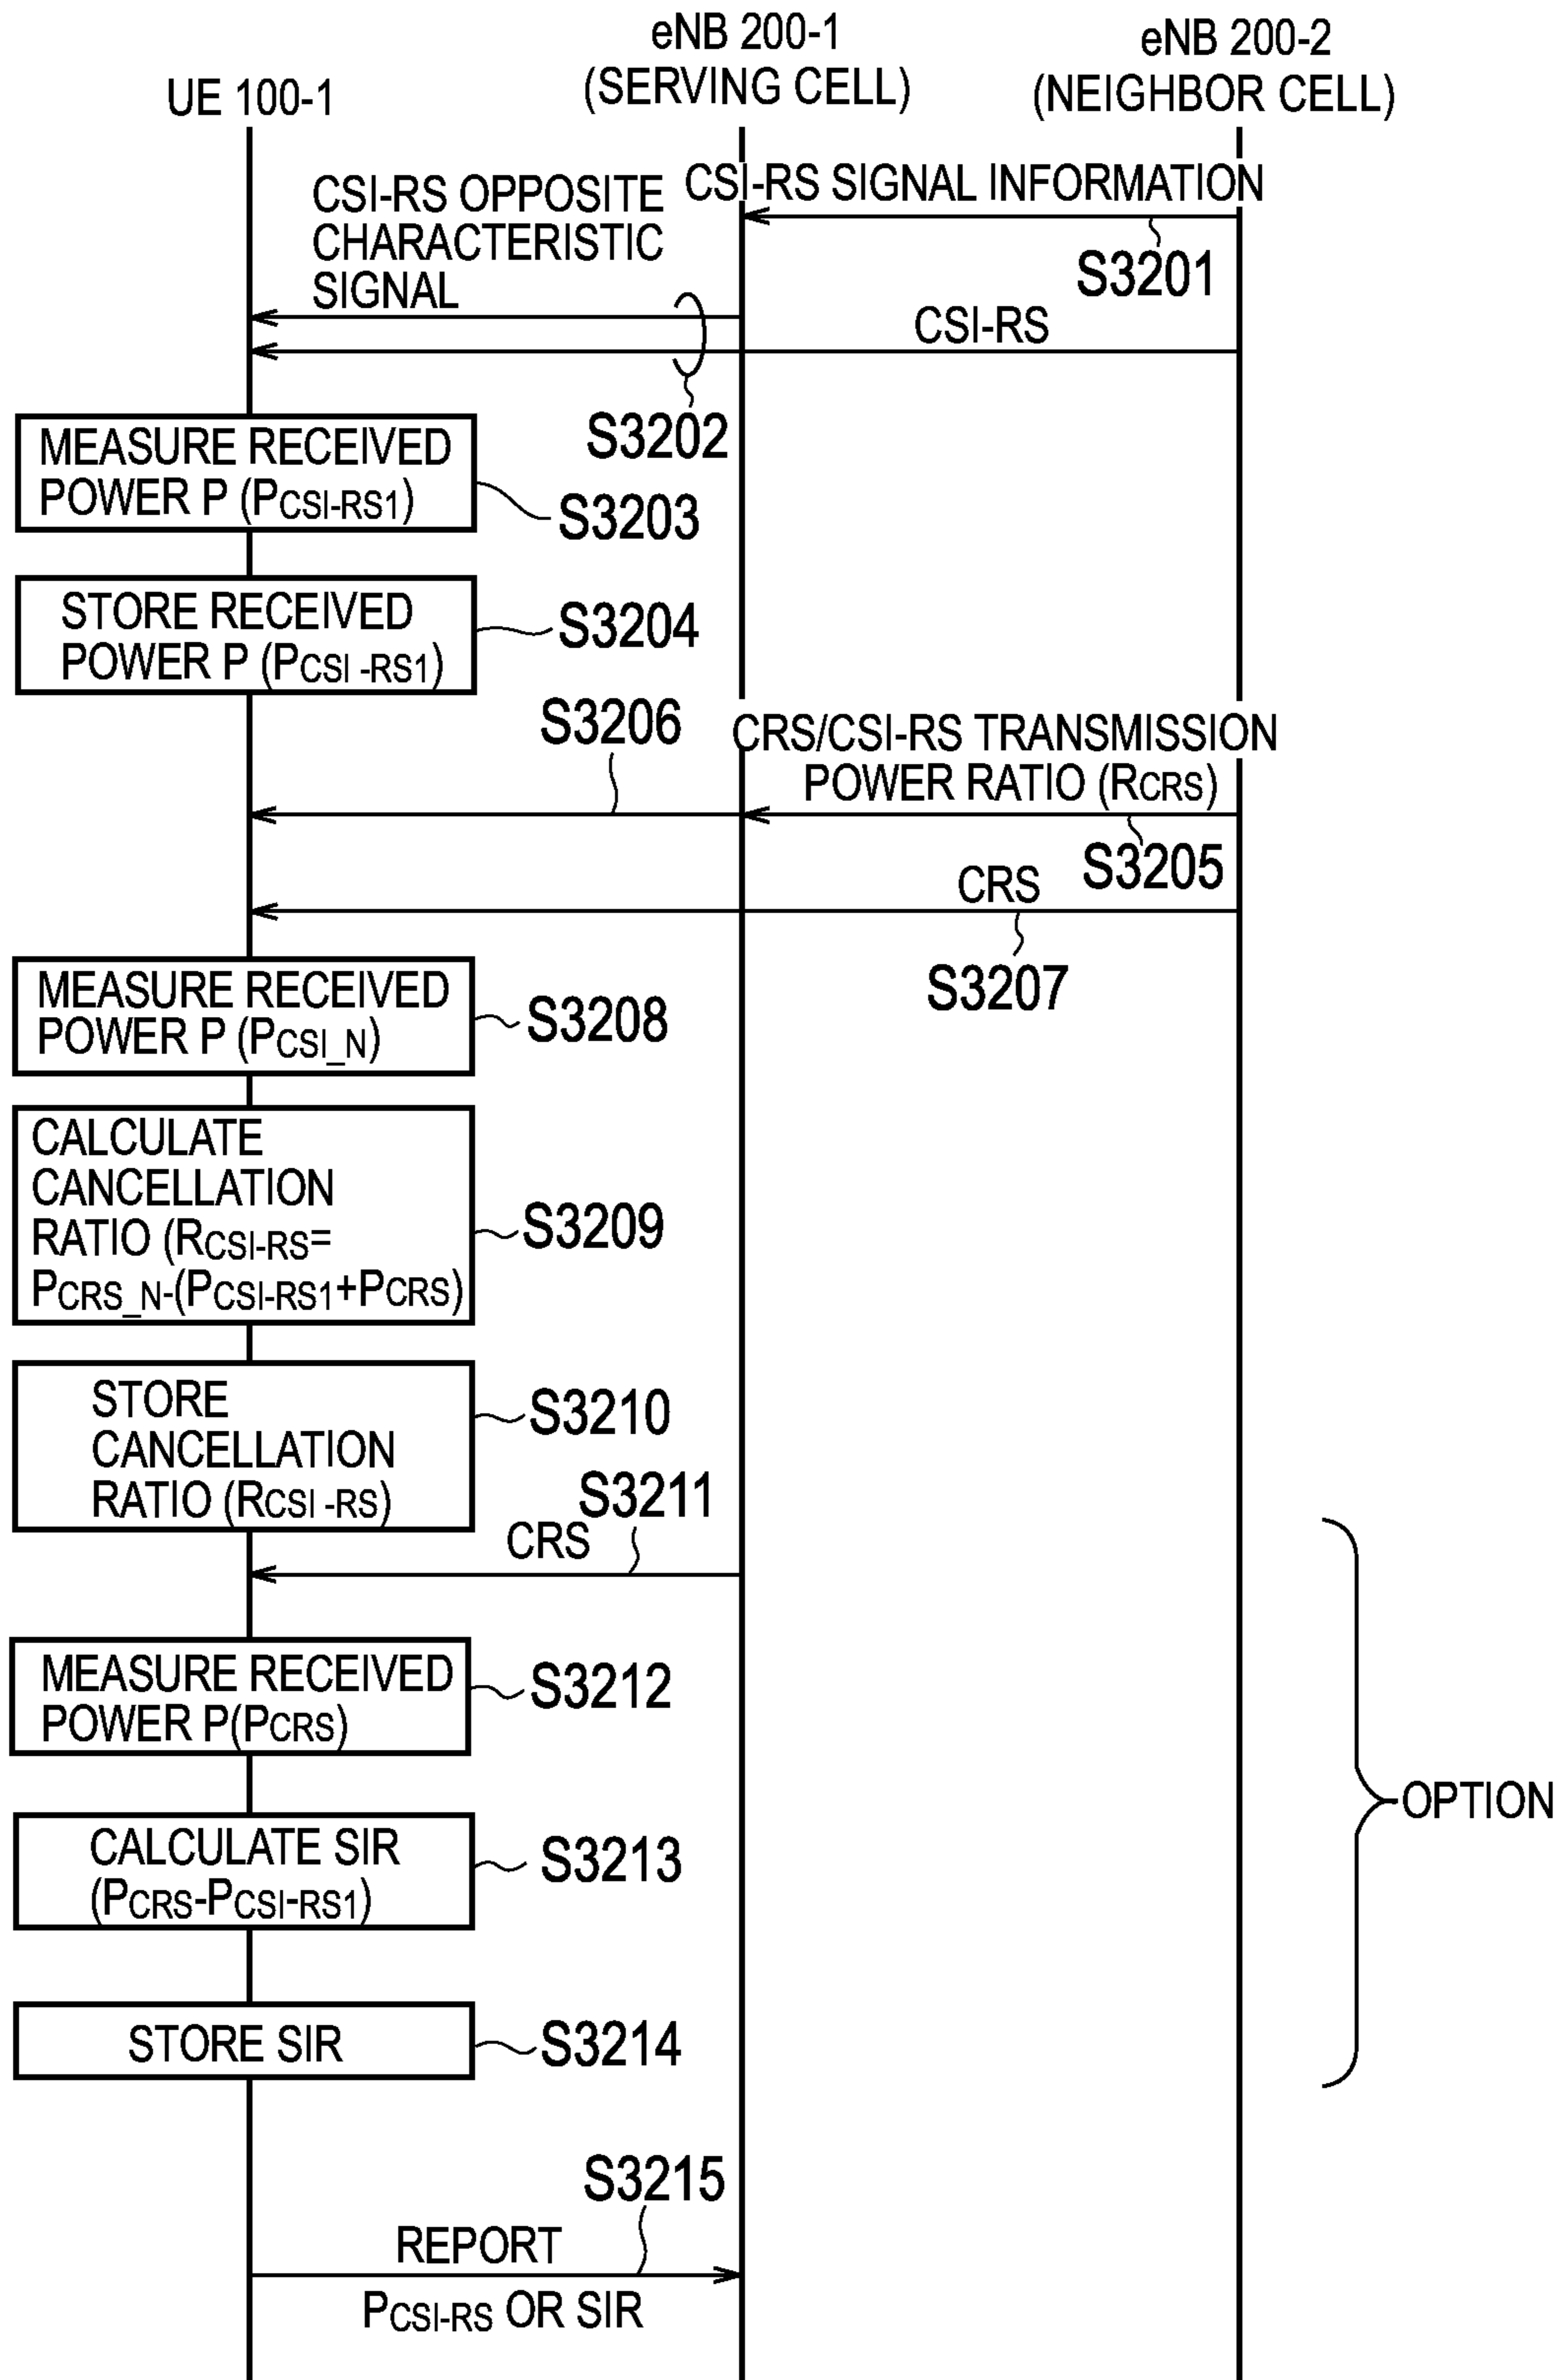 UE 100-1
eNB 200-1
(SERVING CELL)
eNB 200-2
(NEIGHBOR CELL)
CSI-RS SIGNAL INFORMATION
S3201
CSI-RS OPPOSITE
CHARACTERISTIC
SIGNAL
CSI-RS
S3202
MEASURE RECEIVED
POWER P (PCSI-RS1)
S3203
STORE RECEIVED
POWER P (PCSI -RS1)
S3204
S3206
CRS/CSI-RS TRANSMISSION
POWER RATIO (RCRS)
S3205
CRS
S3207
MEASURE RECEIVED
POWER P (PCSI_N)
S3208
CALCULATE
CANCELLATION
RATIO (RCSI-RS=
PCRS_N-(PCSI-RS1+PCRS)
S3209
STORE
CANCELLATION
RATIO (RCSI -RS)
S3210
S3211
CRS
MEASURE RECEIVED
POWER P(PCRS)
S3212
CALCULATE SIR
(PCRS-PCSI-RS1)
S3213
STORE SIR
S3214
OPTION
S3215
REPORT
PCSI-RS OR SIR